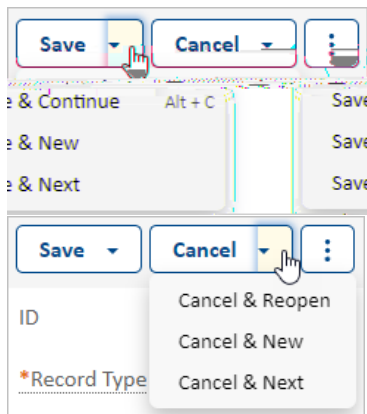 Save Cancel
& Continue Alt + C Save
& New Save
& Next Save
Save Cancel
Cancel & Reopen
ID
Cancel & New
*Record Type
Cancel & Next